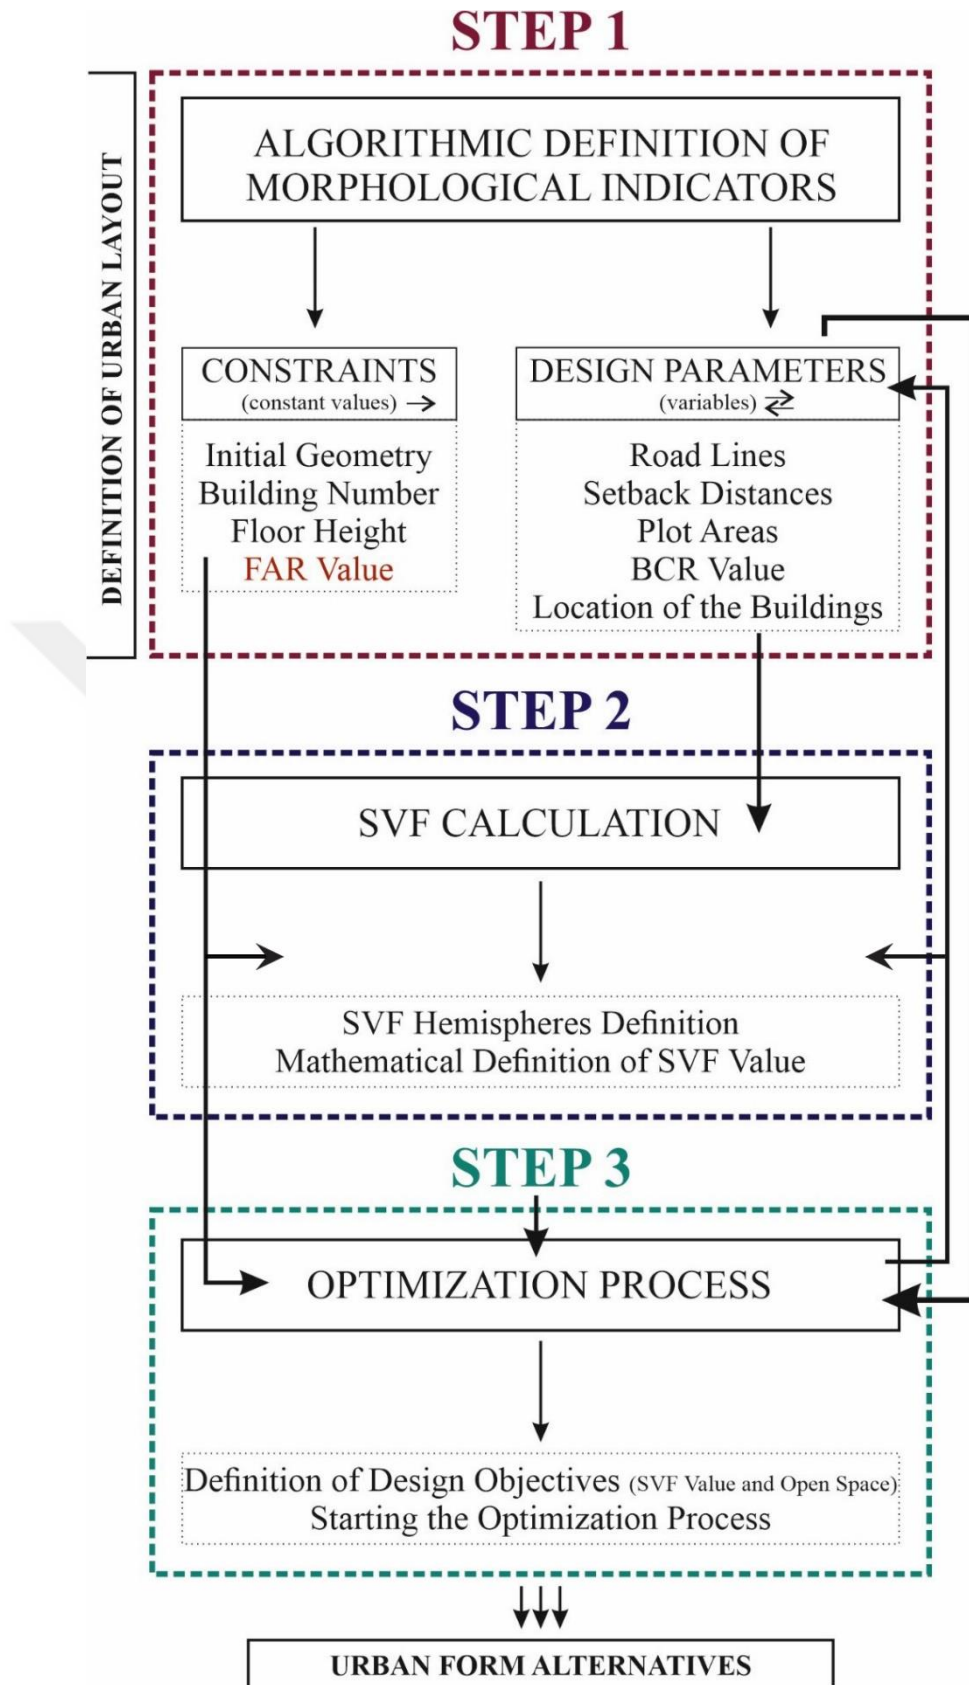 STEP 1
DEFINITION OF URBAN LAYOUT
ALGORITHMIC DEFINITION OF
MORPHOLOGICAL INDICATORS
CONSTRAINTS
(constant values)
Initial Geometry
Building Number
Floor Height
FAR Value
DESIGN PARAMETERS
(variables)
Road Lines
Setback Distances
Plot Areas
BCR Value
Location of the Buildings
STEP 2
SVF CALCULATION
SVF Hemispheres Definition
Mathematical Definition of SVF Value
STEP 3
OPTIMIZATION PROCESS
Definition of Design Objectives (SVF Value and Open Space)
Starting the Optimization Process
URBAN FORM ALTERNATIVES